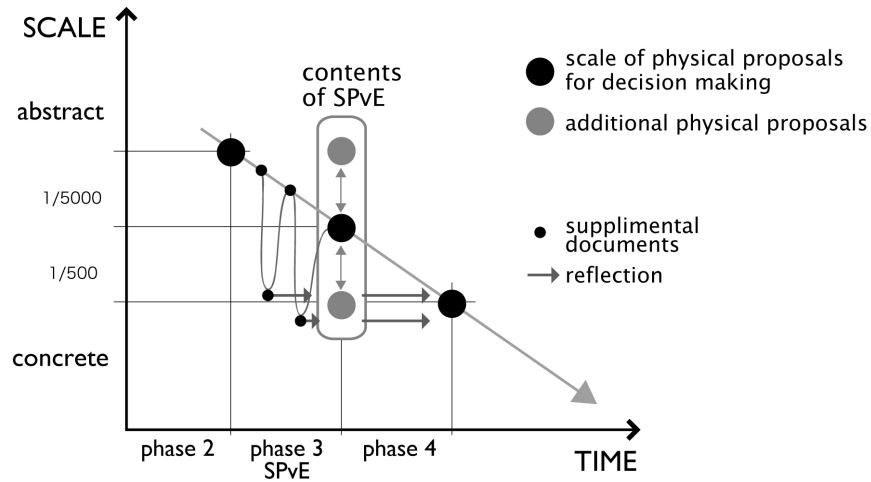 SCALE
contents
of SPvE
scale of physical proposals
for decision making
abstract
additional physical proposals
1/5000
supplimental
documents
1/500
reflection
concrete
phase 2
phase 3
SPvE
phase 4
TIME